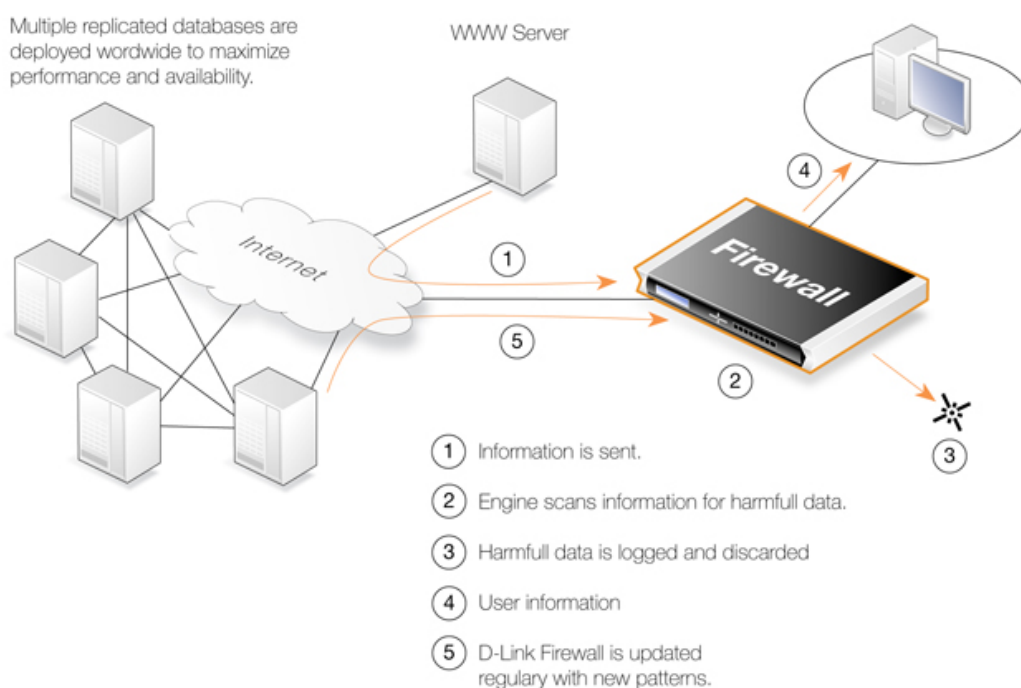 Multiple replicated databases are
deployed wordwide to maximize
performance and availability.
WWW Server
Internet
Firewall
4
1
5
2
3
1 Information is sent.
2 Engine scans information for harmfull data.
3 Harmfull data is logged and discarded
4 User information
5 D-Link Firewall is updated
regulary with new patterns.